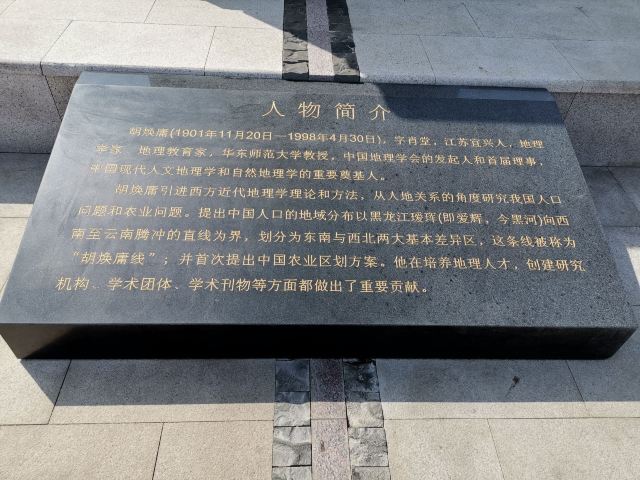 人物简介
胡焕庸(1901年11月20日—1998年4月30日)，字肖堂，江苏宜兴人，地理
学家、地理教育家，华东师范大学教授，中国地理学会的发起人和首届理事，
中国现代人文地理学和自然地理学的重要奠基人。
胡焕庸引进西方近代地理学理论和方法，从人地关系的角度研究我国人口
问题和农业问题。提出中国人口的地域分布以黑龙江瑷珲(即爱辉，今黑河)向西
南至云南腾冲的直线为界，划分为东南与西北两大基本差异区，这条线被称为
“胡焕庸线”；并首次提出中国农业区划方案。他在培养地理人才，创建研究
机构、学术团体、学术刊物等方面都做出了重要贡献。